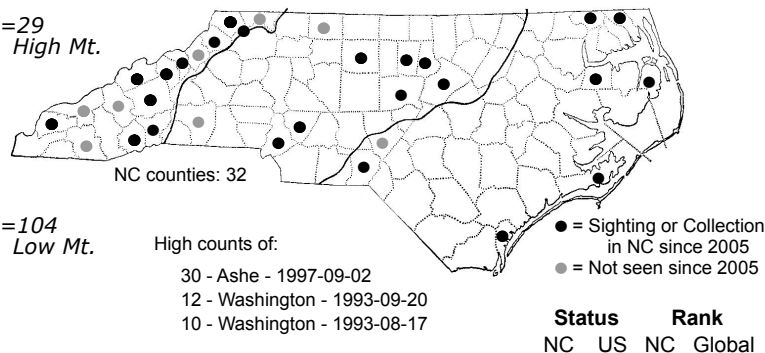 =29
High Mt.
NC counties: 32
=104
Low Mt.
High counts of:
30 - Ashe - 1997-09-02
12 - Washington - 1993-09-20
10 - Washington - 1993-08-17
= Sighting or Collection
in NC since 2005
= Not seen since 2005
Status Rank
NC US NC Global